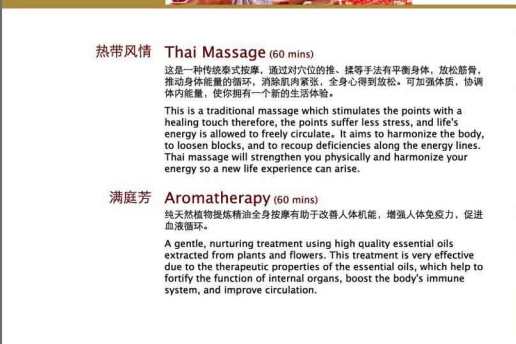 热带风情 Thai Massage (60 mins)
这是一种传统泰式按摩，通过对穴位的推、揉等手法有平衡身体，放松筋骨，
推动身体能量的循环，消除肌肉紧张，全身心得到放松。可加强体质，协调
体内能量，使你拥有一个新的生活体验。
This is a traditional massage which stimulates the points with a
healing touch therefore, the points suffer less stress, and life's
energy is allowed to freely circulate。It aims to harmonize the body,
to loosen blocks, and to recoup deficiencies along the energy lines.
Thai massage will strengthen you physically and harmonize your
energy so a new life experience can arise.
满庭芳 Aromatherapy (60 mins)
纯天然植物提炼精油全身按摩有助于改善人体机能，增强人体免疫力，促进
血液循环。
A gentle, nurturing treatment using high quality essential oils
extracted from plants and flowers. This treatment is very effective
due to the therapeutic properties of the essential oils, which help to
fortify the function of internal organs, boost the body's immune
system, and improve circulation.